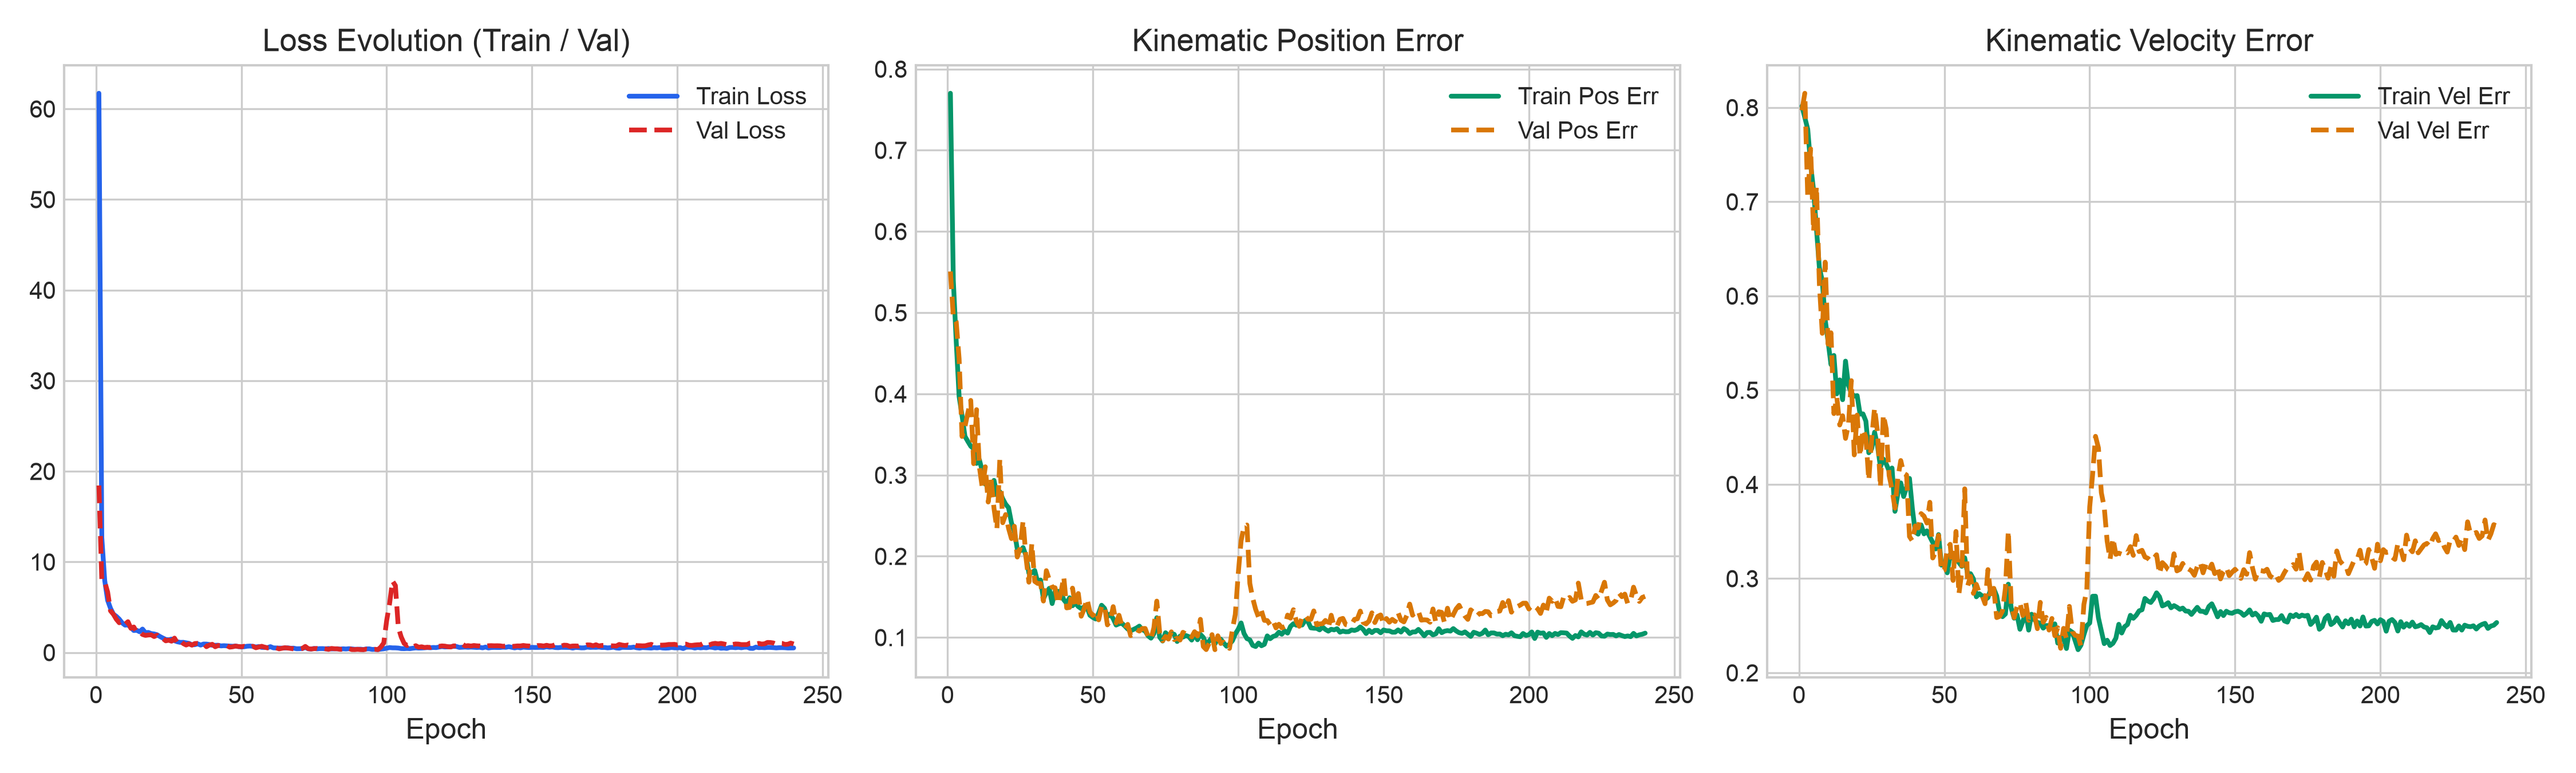 Loss Evolution (Train / Val)
Train Loss
Val Loss
60
50
40
30
20
10
0
0 50 100 150 200 250
Epoch
Kinematic Position Error
Train Pos Err
Val Pos Err
0.8
0.7
0.6
0.5
0.4
0.3
0.2
0.1
0 50 100 150 200 250
Epoch
Kinematic Velocity Error
Train Vel Err
Val Vel Err
0.8
0.7
0.6
0.5
0.4
0.3
0.2
0 50 100 150 200 250
Epoch